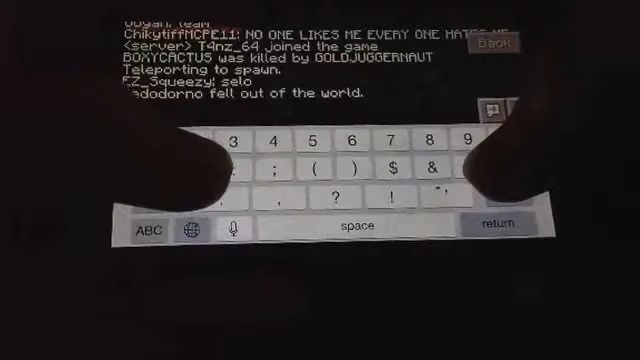 ChikytiffMCPE11: NO ONE LIKES ME EVERY ONE HATES ME
Back
<server> T4nz_64 joined the game
BOXYCACTUS was killed by GOLDJUGGERNAUT
Teleporting to spawn.
EZ_Squeezy: selo
fell out of the world.
3 4 5 6 7 8 9
; ( ) $ &
, ? ! "'
ABC space return